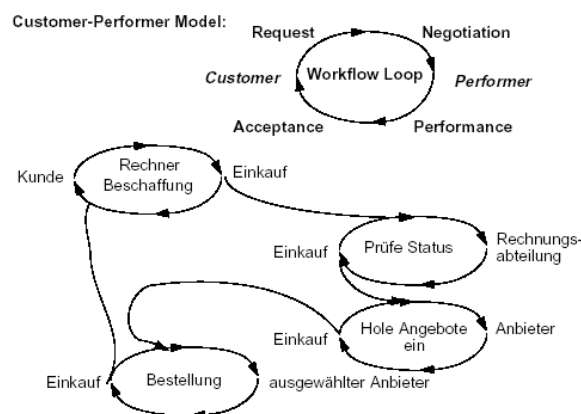 Customer-Performer Model:
Request Negotiation
Customer Workflow Loop Performer
Acceptance Performance
Kunde Rechner Beschaffung Einkauf
Einkauf Prüfe Status Rechnungs-
abteilung
Einkauf Hole Angebote ein Anbieter
Einkauf Bestellung ausgewählter Anbieter